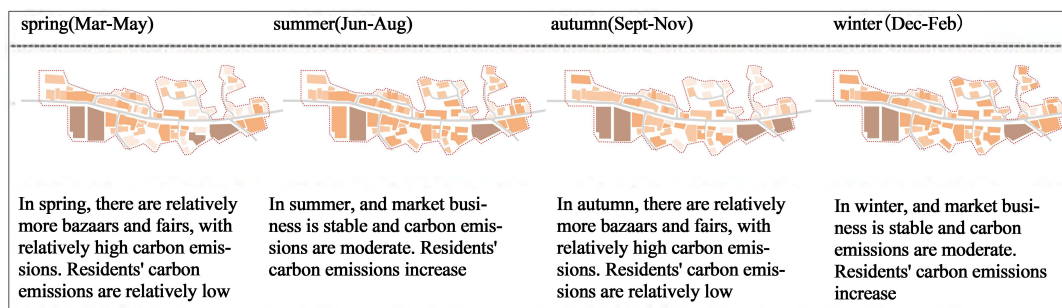 spring(Mar-May)
summer(Jun-Aug)
autumn(Sept-Nov)
winter(Dec-Feb)
In spring, there are relatively
more bazaars and fairs, with
relatively high carbon emis-
sions. Residents' carbon
emissions are relatively low
In summer, and market busi-
ness is stable and carbon emis-
sions are moderate. Residents'
carbon emissions increase
In autumn, there are relatively
more bazaars and fairs, with
relatively high carbon emis-
sions. Residents' carbon emis-
sions are relatively low
In winter, and market busi-
ness is stable and carbon
emissions are moderate.
Residents' carbon emissions
increase